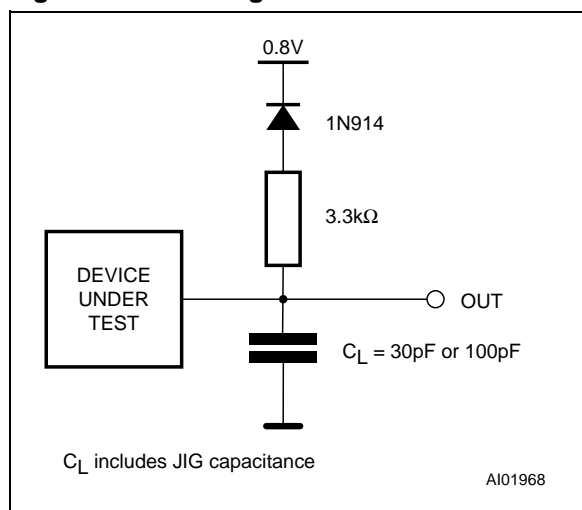 0.8V
1N914
3.3kΩ
DEVICE
UNDER
TEST
OUT
CL = 30pF or 100pF
CL includes JIG capacitance
AI01968